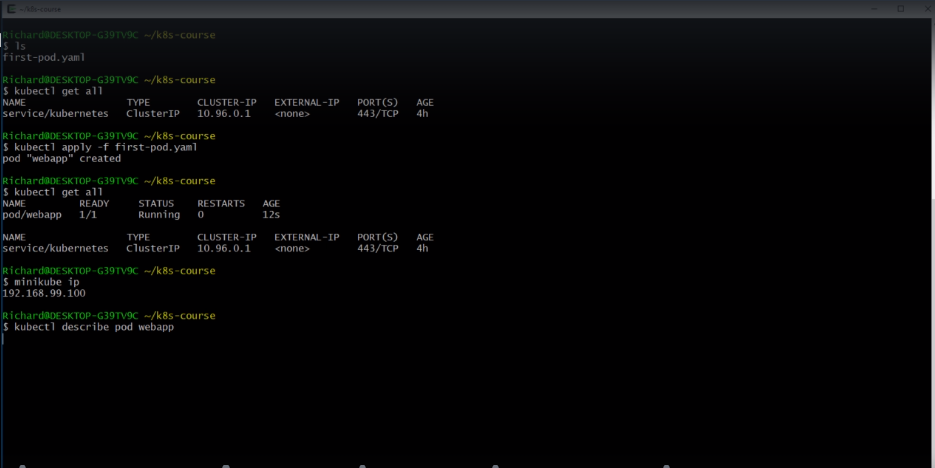 ~/k8s-course
Richard@DESKTOP-G39TV9C ~/k8s-course
$ ls
first-pod.yaml
Richard@DESKTOP-G39TV9C ~/k8s-course
$ kubectl get all
NAME TYPE CLUSTER-IP EXTERNAL-IP PORT(S) AGE
service/kubernetes ClusterIP 10.96.0.1 <none> 443/TCP 4h
Richard@DESKTOP-G39TV9C ~/k8s-course
$ kubectl apply -f first-pod.yaml
pod "webapp" created
Richard@DESKTOP-G39TV9C ~/k8s-course
$ kubectl get all
NAME READY STATUS RESTARTS AGE
pod/webapp 1/1 Running 0 12s
NAME TYPE CLUSTER-IP EXTERNAL-IP PORT(S) AGE
service/kubernetes ClusterIP 10.96.0.1 <none> 443/TCP 4h
Richard@DESKTOP-G39TV9C ~/k8s-course
$ minikube ip
192.168.99.100
Richard@DESKTOP-G39TV9C ~/k8s-course
$ kubectl describe pod webapp